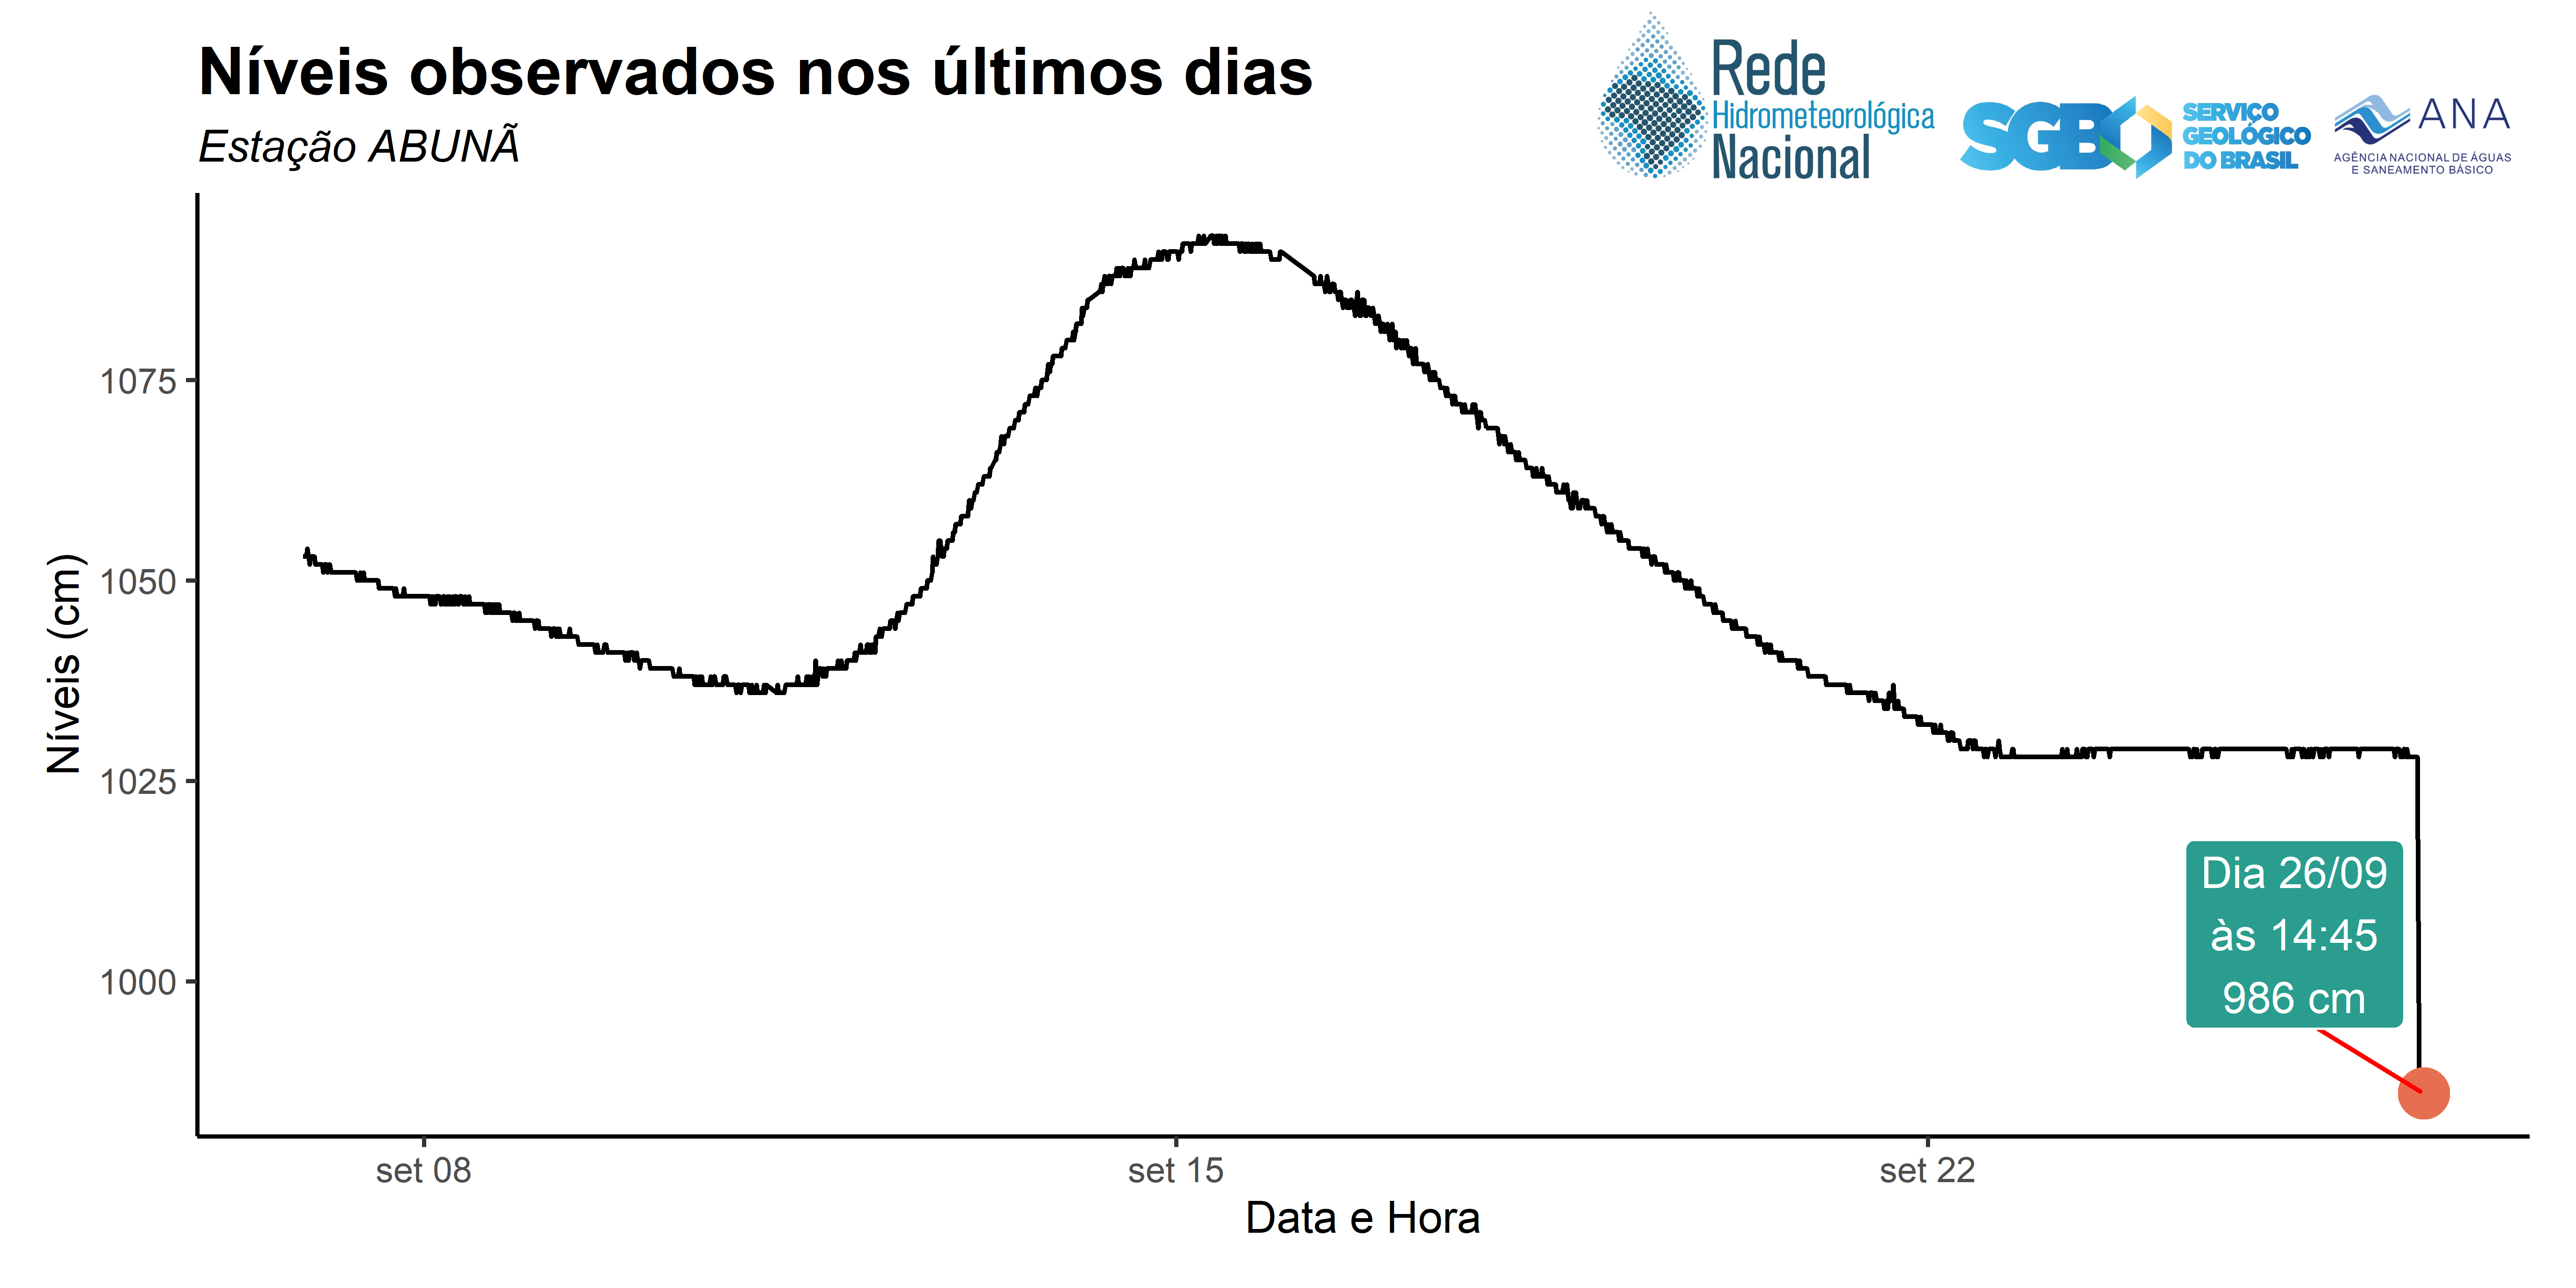 Níveis observados nos últimos dias
Estação ABUNÃ
Rede
Hidrometeorológica
Nacional
SGB
SERVIÇO
GEOLÓGICO
DO BRASIL
ANA
AGÊNCIA NACIONAL DE ÁGUAS
E SANEAMENTO BÁSICO
Níveis (cm)
1075
1050
1025
1000
Dia 26/09
às 14:45
986 cm
set 08
set 15
set 22
Data e Hora